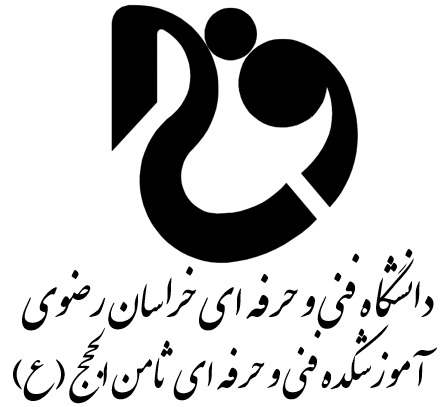 دانشگاه فنی و حرفه ای خراسان رضوی
آموزشکده فنی و حرفه ای ثامن الحجج (ع)